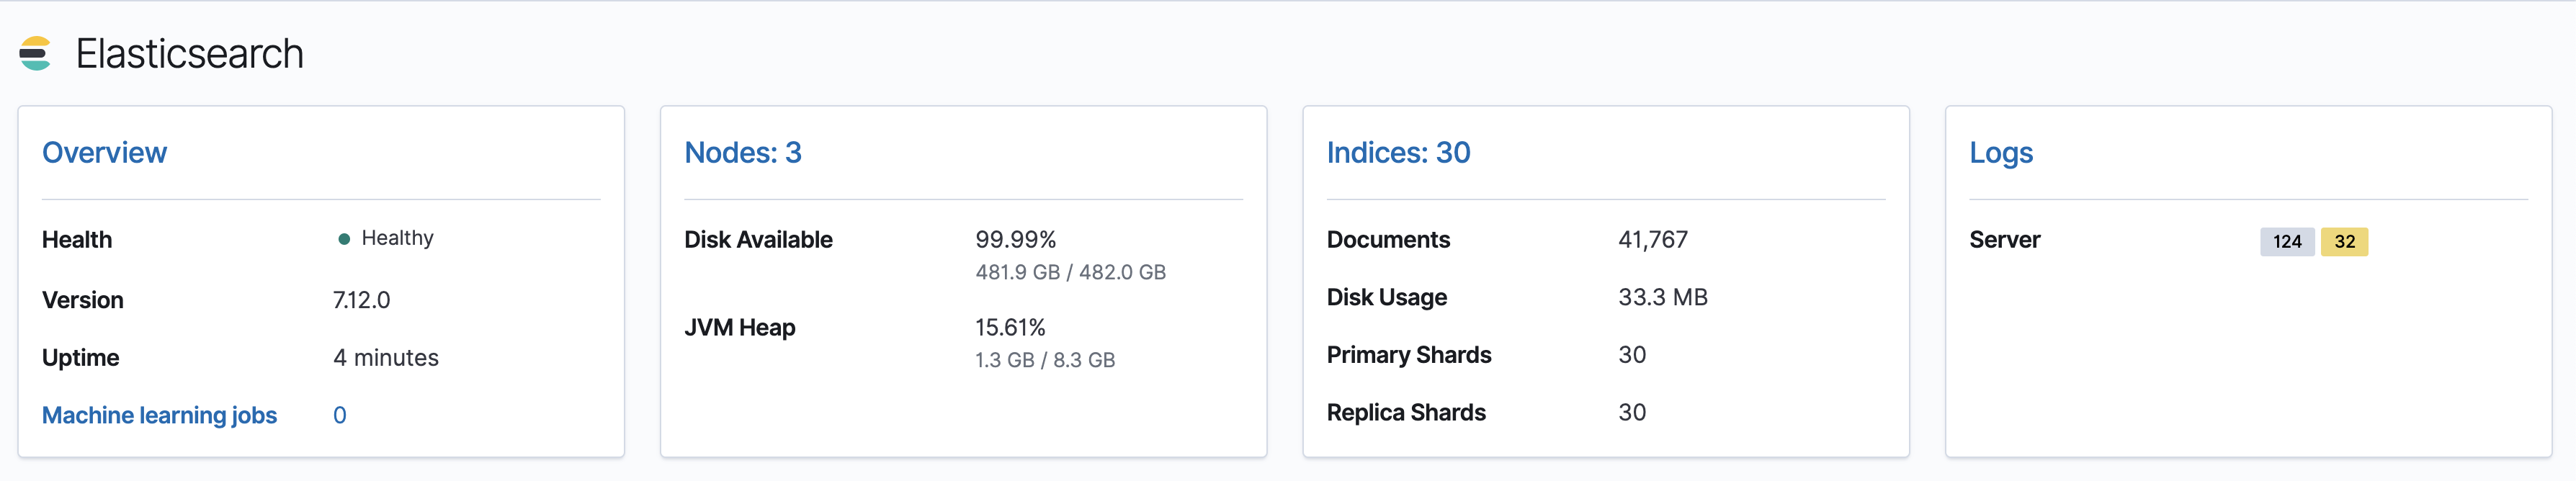 Elasticsearch
Overview
Health Healthy
Version 7.12.0
Uptime 4 minutes
Machine learning jobs 0
Nodes: 3
Disk Available 99.99%
481.9 GB / 482.0 GB
JVM Heap 15.61%
1.3 GB / 8.3 GB
Indices: 30
Documents 41,767
Disk Usage 33.3 MB
Primary Shards 30
Replica Shards 30
Logs
Server 124 32